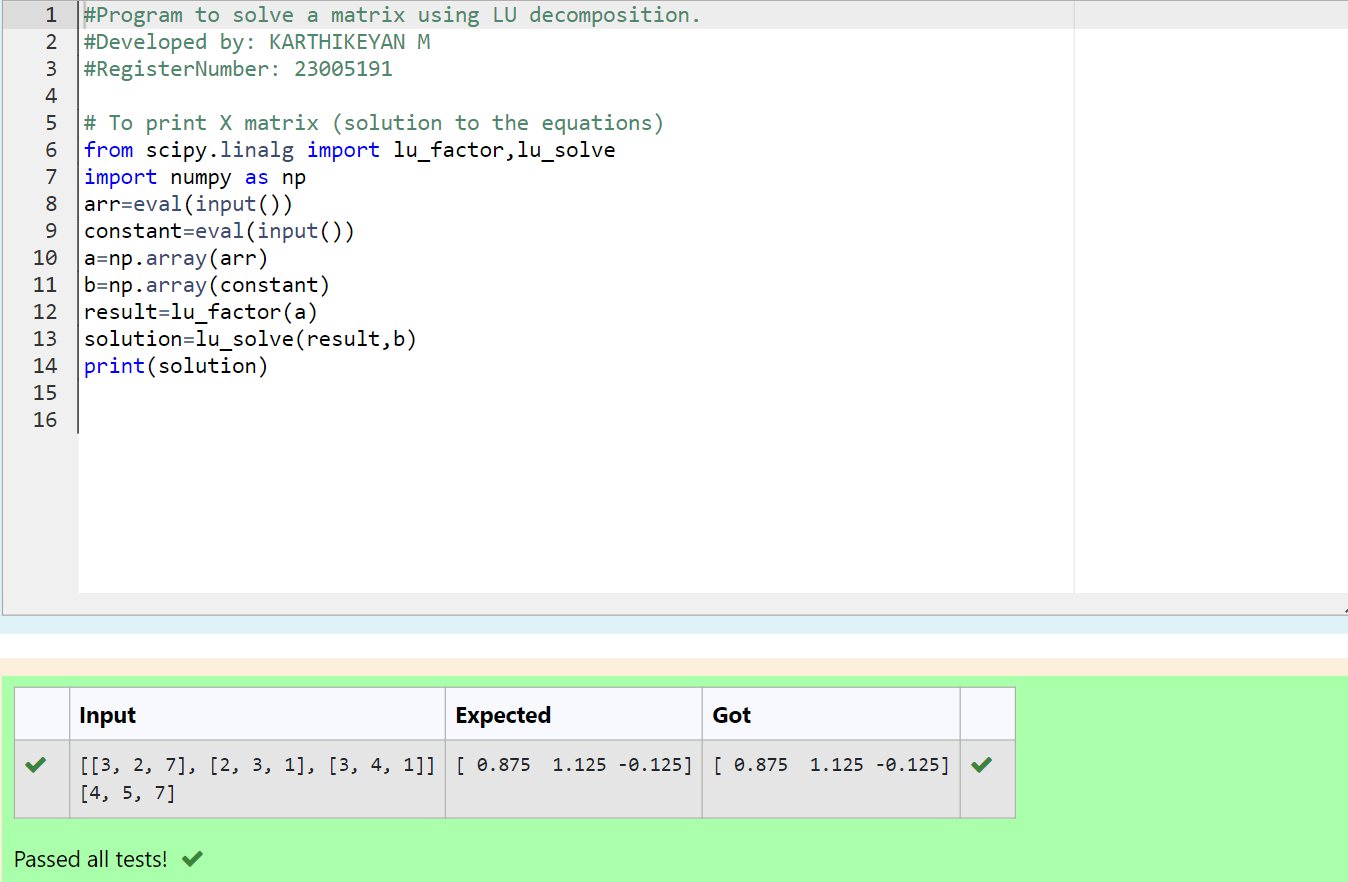 1 #Program to solve a matrix using LU decomposition.
2 #Developed by: KARTHIKEYAN M
3 #RegisterNumber: 23005191
4
5 # To print X matrix (solution to the equations)
6 from scipy.linalg import lu_factor,lu_solve
7 import numpy as np
8 arr=eval(input())
9 constant=eval(input())
10 a=np.array(arr)
11 b=np.array(constant)
12 result=lu_factor(a)
13 solution=lu_solve(result,b)
14 print(solution)
15
16
Input Expected Got
[[3, 2, 7], [2, 3, 1], [3, 4, 1]] [ 0.875  1.125 -0.125] [ 0.875  1.125 -0.125]
[4, 5, 7]
Passed all tests!